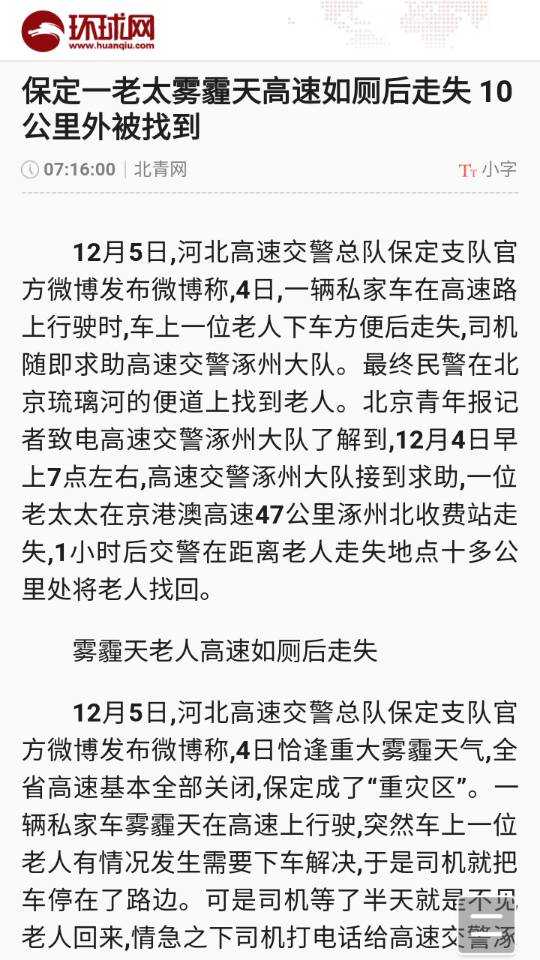 环球网
www.huanqiu.com
保定一老太雾霾天高速如厕后走失 10
公里外被找到
07:16:00 北青网
TT 小字
12月5日,河北高速交警总队保定支队官
方微博发布微博称,4日,一辆私家车在高速路
上行驶时,车上一位老人下车方便后走失,司机
随即求助高速交警涿州大队。最终民警在北
京琉璃河的便道上找到老人。北京青年报记
者致电高速交警涿州大队了解到,12月4日早
上7点左右,高速交警涿州大队接到求助,一位
老太太在京港澳高速47公里涿州北收费站走
失,1小时后交警在距离老人走失地点十多公
里处将老人找回。
雾霾天老人高速如厕后走失
12月5日,河北高速交警总队保定支队官
方微博发布微博称,4日恰逢重大雾霾天气,全
省高速基本全部关闭,保定成了“重灾区”。一
辆私家车雾霾天在高速上行驶,突然车上一位
老人有情况发生需要下车解决,于是司机就把
车停在了路边。可是司机等了半天就是不见
老人回来,情急之下司机打电话给高速交警涿